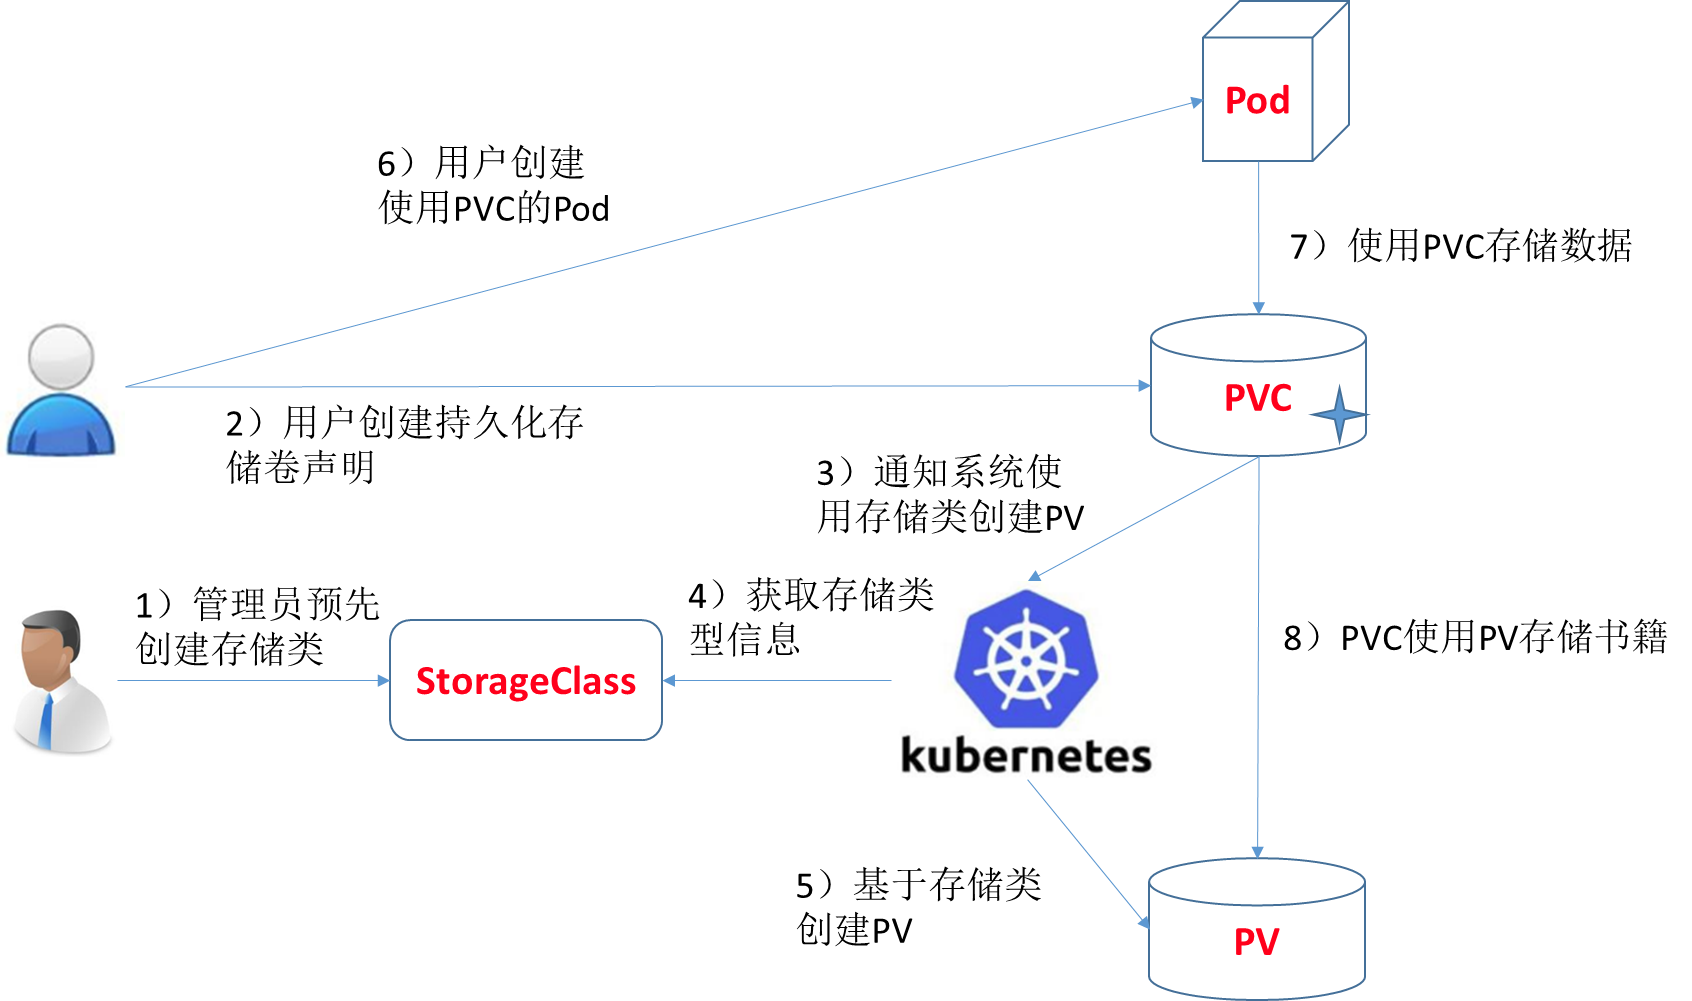 Pod
6）用户创建
使用PVC的Pod
7）使用PVC存储数据
PVC
2）用户创建持久化存
储卷声明
3）通知系统使
用存储类创建PV
1）管理员预先
创建存储类
4）获取存储类
型信息
StorageClass
kubernetes
8）PVC使用PV存储书籍
5）基于存储类
创建PV
PV